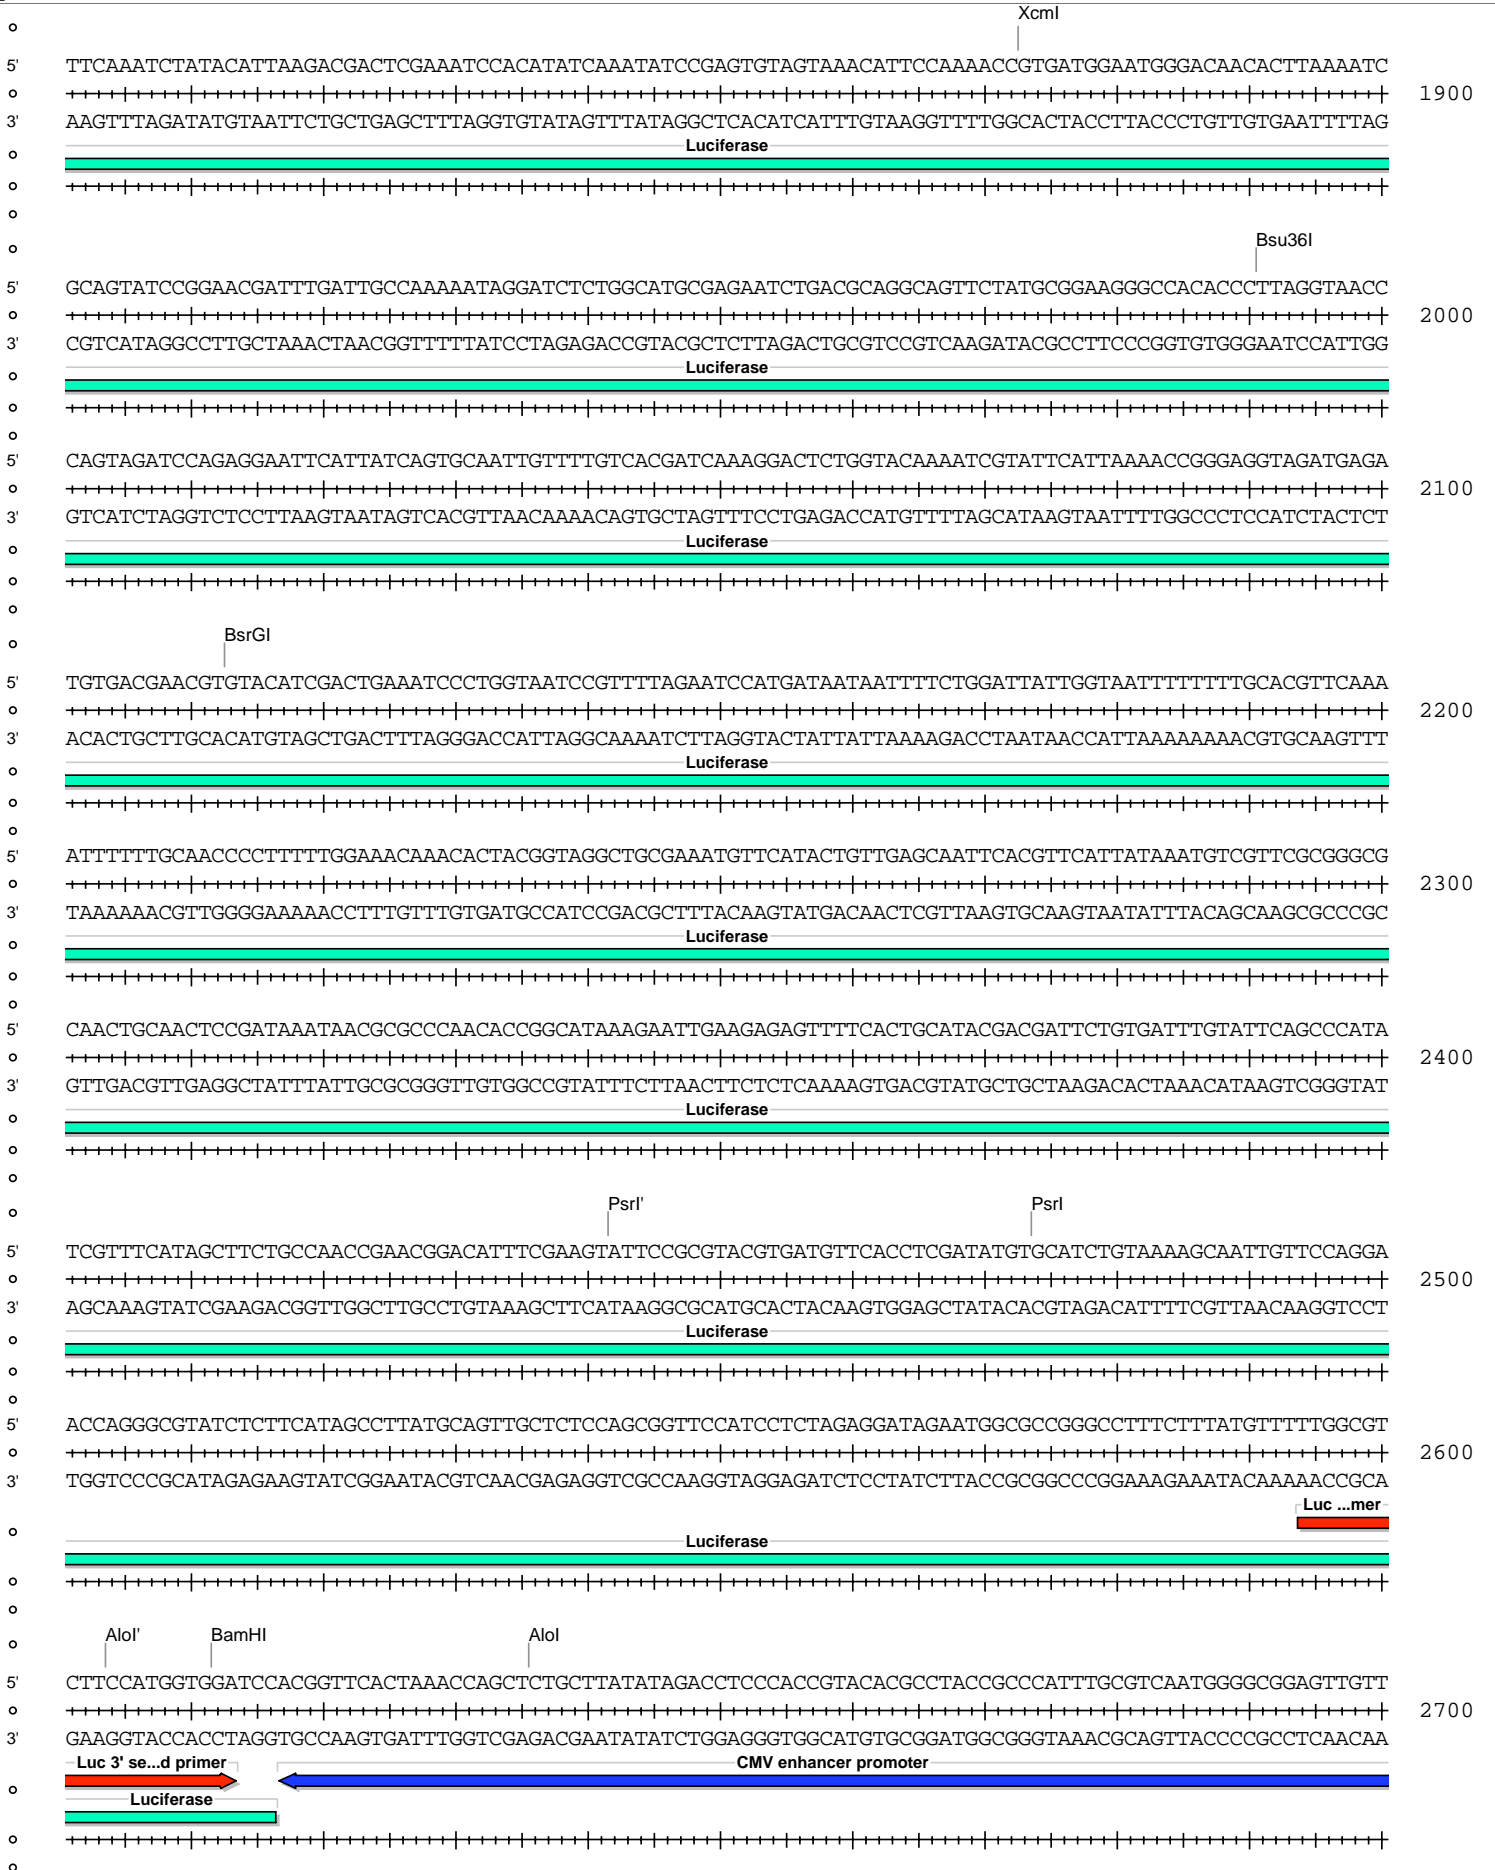 XcmI
5' TTCAAATCTATACATTAAGACGACTCGAAATCCACATATCAAATATCCGAGTGTAGTAAACATTCCAAAACCGTGATGGAATGGGACAACACTTAAAATC
1900
3' AAGTTTAGATATGTAATTCTGCTGAGCTTTAGGTGTATAGTTTATAGGCTCACATCATTTGTAAGGTTTTGGCACTACCTTACCCTGTTGTGAATTTTAG
Luciferase
Bsu36I
5' GCAGTATCCGGAACGATTTGATTGCCAAAAATAGGATCTCTGGCATGCGAGAATCTGACGCAGGCAGTTCTATGCGGAAGGGCCACACCCTTAGGTAACC
2000
3' CGTCATAGGCCTTGCTAAACTAACGGTTTTTATCCTAGAGACCGTACGCTCTTAGACTGCGTCCGTCAAGATACGCCTTCCCGGTGTGGGAATCCATTGG
Luciferase
5' CAGTAGATCCAGAGGAATTCATTATCAGTGCAATTGTTTTGTCACGATCAAAGGACTCTGGTACAAAATCGTATTCATTAAAACCGGGAGGTAGATGAGA
2100
3' GTCATCTAGGTCTCCTTAAGTAATAGTCACGTTAACAAAACAGTGCTAGTTTCCTGAGACCATGTTTTAGCATAAGTAATTTTGGCCCTCCATCTACTCT
Luciferase
BsrGI
5' TGTGACGAACGTGTACATCGACTGAAATCCCTGGTAATCCGTTTTAGAATCCATGATAATAATTTTCTGGATTATTGGTAATTTTTTTTGCACGTTCAAA
2200
3' ACACTGCTTGCACATGTAGCTGACTTTAGGGACCATTAGGCAAAATCTTAGGTACTATTATTAAAAGACCTAATAACCATTAAAAAAAACGTGCAAGTTT
Luciferase
5' ATTTTTTGCAACCCCTTTTTGGAAACAAACACTACGGTAGGCTGCGAAATGTTCATACTGTTGAGCAATTCACGTTCATTATAAATGTCGTTCGCGGGCG
2300
3' TAAAAAACGTTGGGGAAAAACCTTTGTTTGTGATGCCATCCGACGCTTTACAAGTATGACAACTCGTTAAGTGCAAGTAATATTTACAGCAAGCGCCCGC
Luciferase
5' CAACTGCAACTCCGATAAATAACGCGCCCAACACCGGCATAAAGAATTGAAGAGAGTTTTCACTGCATACGACGATTCTGTGATTTGTATTCAGCCCATA
2400
3' GTTGACGTTGAGGCTATTTATTGCGCGGGTTGTGGCCGTATTTCTTAACTTCTCTCAAAAGTGACGTATGCTGCTAAGACACTAAACATAAGTCGGGTAT
Luciferase
PsrI' PsrI
5' TCGTTTCATAGCTTCTGCCAACCGAACGGACATTTCGAAGTATTCCGCGTACGTGATGTTCACCTCGATATGTGCATCTGTAAAAGCAATTGTTCCAGGA
2500
3' AGCAAAGTATCGAAGACGGTTGGCTTGCCTGTAAAGCTTCATAAGGCGCATGCACTACAAGTGGAGCTATACACGTAGACATTTTCGTTAACAAGGTCCT
Luciferase
5' ACCAGGGCGTATCTCTTCATAGCCTTATGCAGTTGCTCTCCAGCGGTTCCATCCTCTAGAGGATAGAATGGCGCCGGGCCTTTCTTTATGTTTTTGGCGT
2600
3' TGGTCCCGCATAGAGAAGTATCGGAATACGTCAACGAGAGGTCGCCAAGGTAGGAGATCTCCTATCTTACCGCGGCCCGGAAAGAAATACAAAAACCGCA
Luc ...mer
Luciferase
AloI' BamHI AloI
5' CTTCCATGGTGGATCCACGGTTCACTAAACCAGCTCTGCTTATATAGACCTCCCACCGTACACGCCTACCGCCCATTTGCGTCAATGGGGCGGAGTTGTT
2700
3' GAAGGTACCACCTAGGTGCCAAGTGATTTGGTCGAGACGAATATATCTGGAGGGTGGCATGTGCGGATGGCGGGTAAACGCAGTTACCCCGCCTCAACAA
Luc 3' se...d primer CMV enhancer promoter
Luciferase